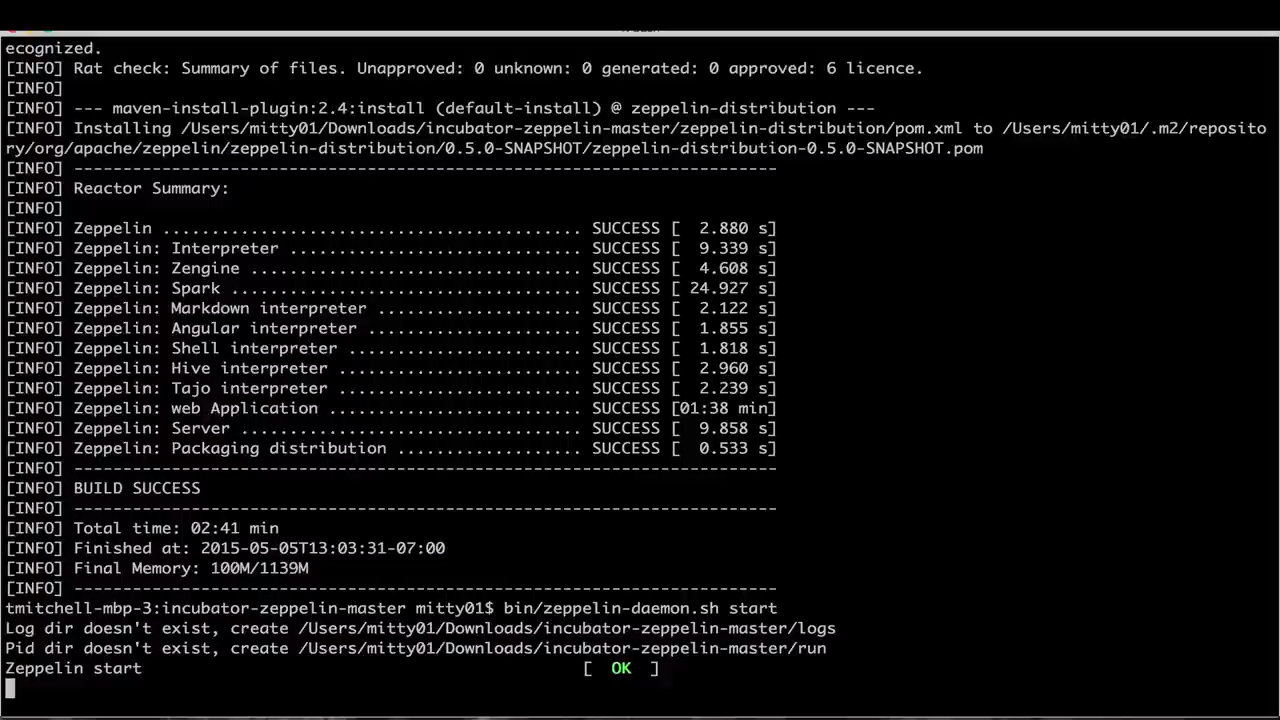 ecognized.
[INFO] Rat check: Summary of files. Unapproved: 0 unknown: 0 generated: 0 approved: 6 licence.
[INFO]
[INFO] --- maven-install-plugin:2.4:install (default-install) @ zeppelin-distribution ---
[INFO] Installing /Users/mitty01/Downloads/incubator-zeppelin-master/zeppelin-distribution/pom.xml to /Users/mitty01/.m2/reposito
ry/org/apache/zeppelin/zeppelin-distribution/0.5.0-SNAPSHOT/zeppelin-distribution-0.5.0-SNAPSHOT.pom
[INFO] ------------------------------------------------------------------------
[INFO] Reactor Summary:
[INFO]
[INFO] Zeppelin ........................................... SUCCESS [  2.880 s]
[INFO] Zeppelin: Interpreter .............................. SUCCESS [  9.339 s]
[INFO] Zeppelin: Zengine .................................. SUCCESS [  4.608 s]
[INFO] Zeppelin: Spark .................................... SUCCESS [ 24.927 s]
[INFO] Zeppelin: Markdown interpreter ..................... SUCCESS [  2.122 s]
[INFO] Zeppelin: Angular interpreter ...................... SUCCESS [  1.855 s]
[INFO] Zeppelin: Shell interpreter ........................ SUCCESS [  1.818 s]
[INFO] Zeppelin: Hive interpreter ......................... SUCCESS [  2.960 s]
[INFO] Zeppelin: Tajo interpreter ......................... SUCCESS [  2.239 s]
[INFO] Zeppelin: web Application .......................... SUCCESS [01:38 min]
[INFO] Zeppelin: Server ................................... SUCCESS [  9.858 s]
[INFO] Zeppelin: Packaging distribution ................... SUCCESS [  0.533 s]
[INFO] ------------------------------------------------------------------------
[INFO] BUILD SUCCESS
[INFO] ------------------------------------------------------------------------
[INFO] Total time: 02:41 min
[INFO] Finished at: 2015-05-05T13:03:31-07:00
[INFO] Final Memory: 100M/1139M
[INFO] ------------------------------------------------------------------------
tmitchell-mbp-3:incubator-zeppelin-master mitty01$ bin/zeppelin-daemon.sh start
Log dir doesn't exist, create /Users/mitty01/Downloads/incubator-zeppelin-master/logs
Pid dir doesn't exist, create /Users/mitty01/Downloads/incubator-zeppelin-master/run
Zeppelin start                                             [  OK  ]